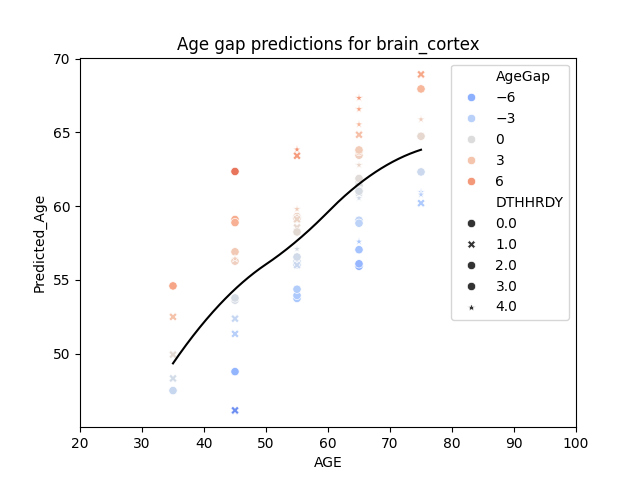 Age gap predictions for brain_cortex
Predicted_Age
70
65
60
55
50
20 30 40 50 60 70 80 90 100
AGE
AgeGap
−6
−3
0
3
6
DTHHRDY
0.0
1.0
2.0
3.0
4.0